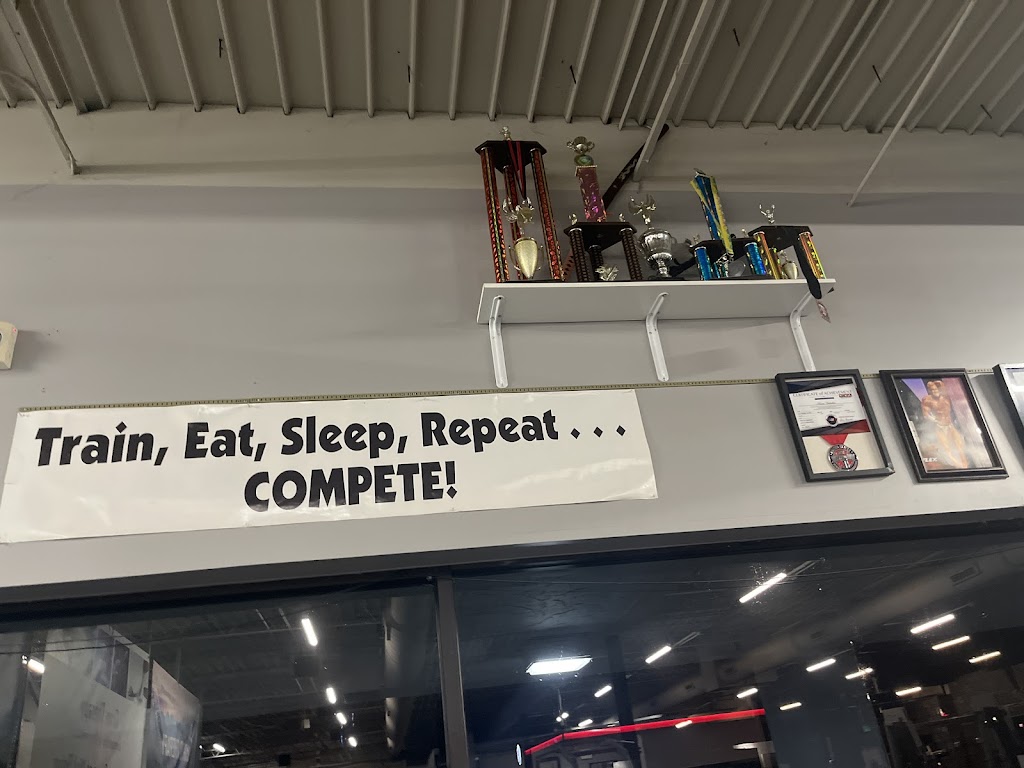 Train, Eat, Sleep, Repeat . . .
COMPETE!